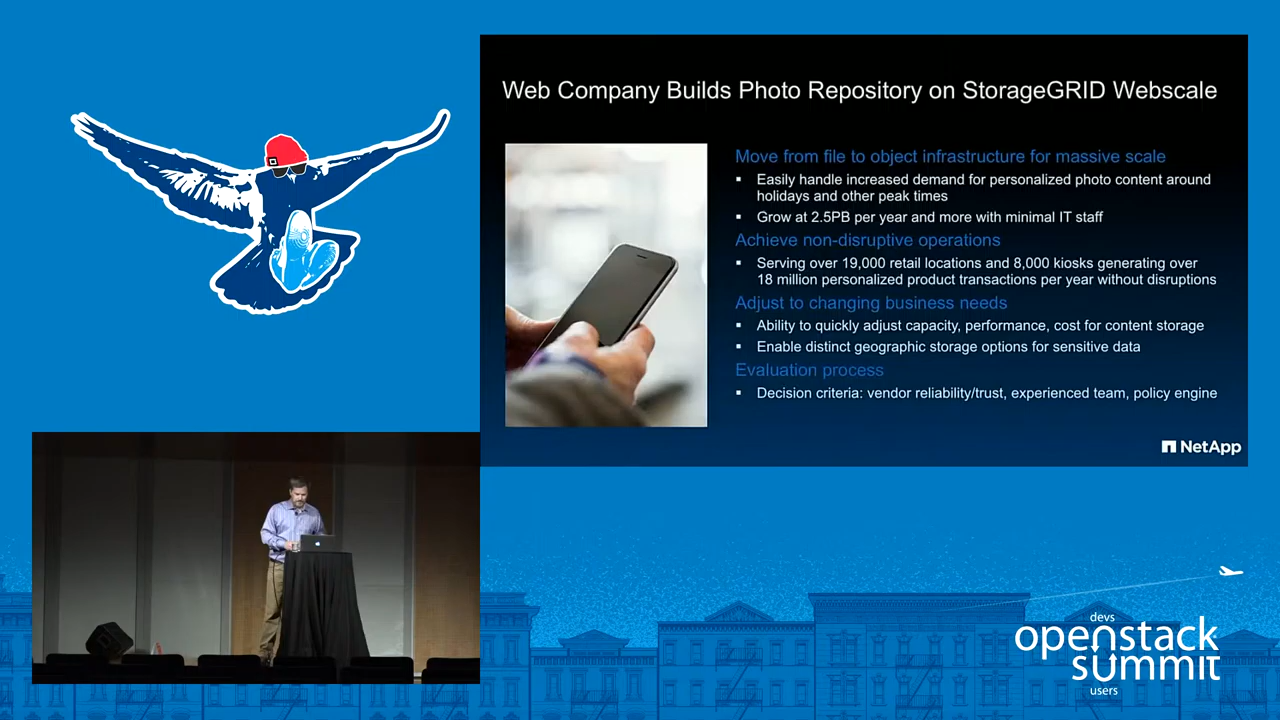 Web Company Builds Photo Repository on StorageGRID Webscale
Move from file to object infrastructure for massive scale
▪ Easily handle increased demand for personalized photo content around
holidays and other peak times
▪ Grow at 2.5PB per year and more with minimal IT staff
Achieve non-disruptive operations
▪ Serving over 19,000 retail locations and 8,000 kiosks generating over
18 million personalized product transactions per year without disruptions
Adjust to changing business needs
▪ Ability to quickly adjust capacity, performance, cost for content storage
▪ Enable distinct geographic storage options for sensitive data
Evaluation process
▪ Decision criteria: vendor reliability/trust, experienced team, policy engine
NetApp
devs
openstack
summit
users